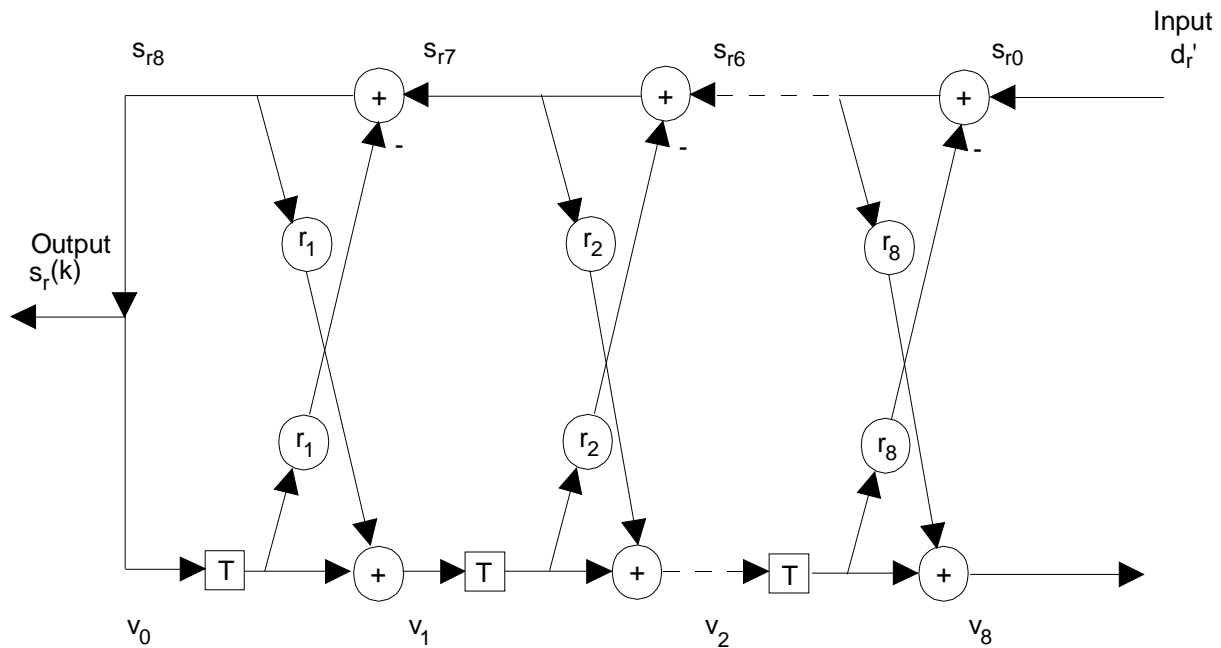 Input
d_r'
s_r8
s_r7
s_r6
s_r0
+
+
+
-
-
-
r_1
r_2
r_8
Output
s_r(k)
r_1
r_2
r_8
T
+
T
+
T
+
v_0
v_1
v_2
v_8